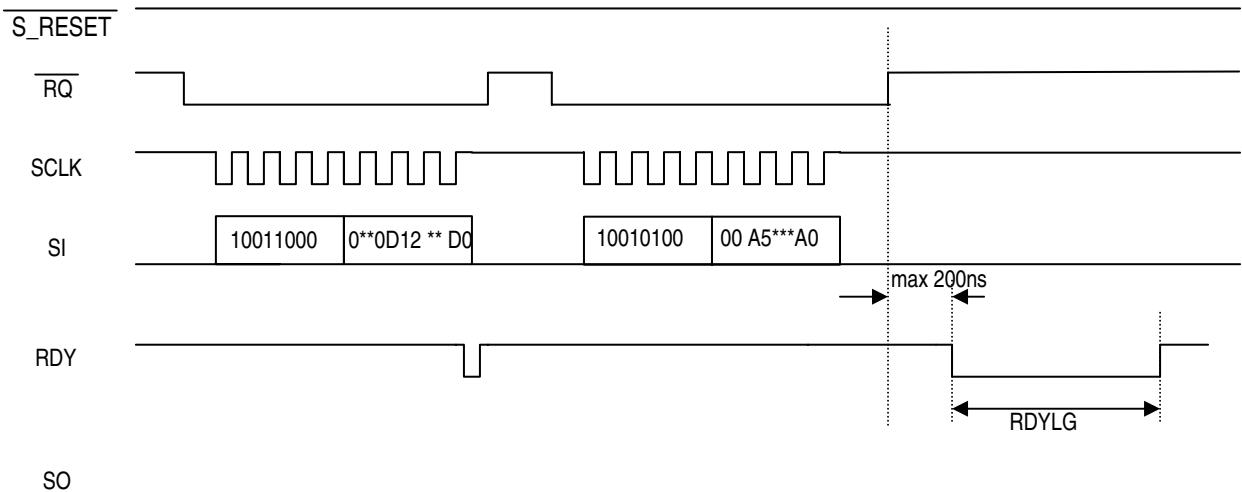 S_RESET
RQ
SCLK
SI
10011000
0**0D12 ** D0
10010100
00 A5***A0
max 200ns
RDY
RDYLG
SO